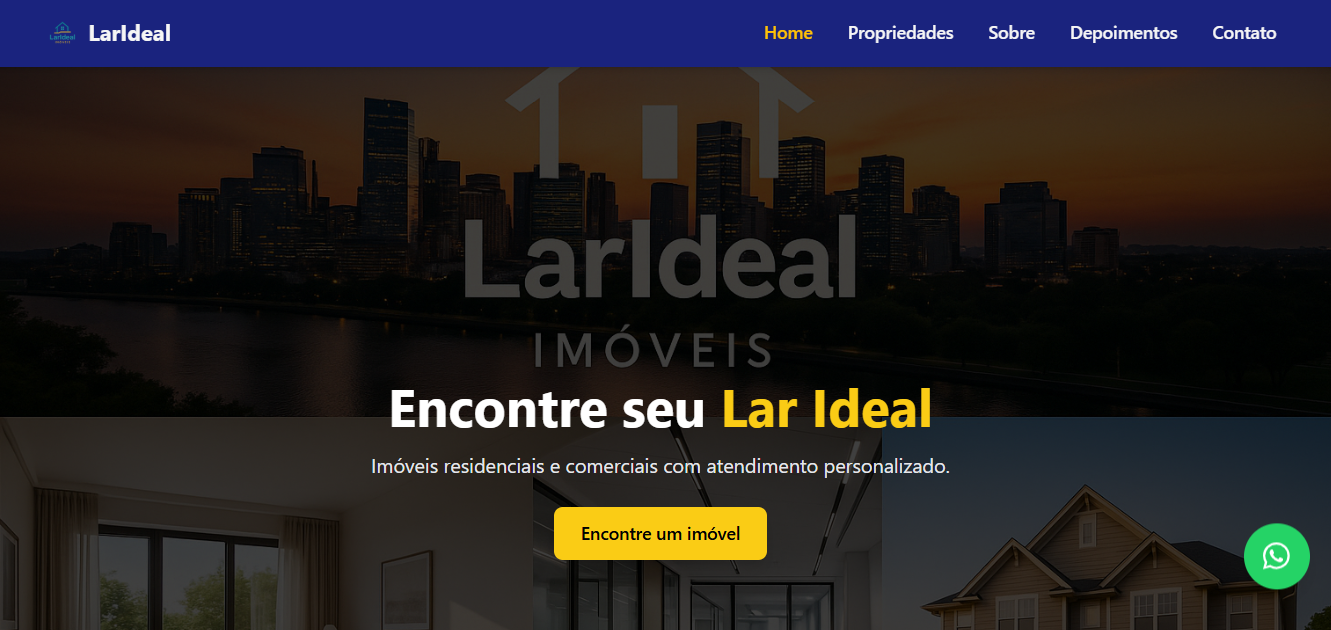 LarIdeal
LarIdeal
Home Propriedades Sobre Depoimentos Contato
LarIdeal
IMÓVEIS
Encontre seu Lar Ideal
Imóveis residenciais e comerciais com atendimento personalizado.
Encontre um imóvel